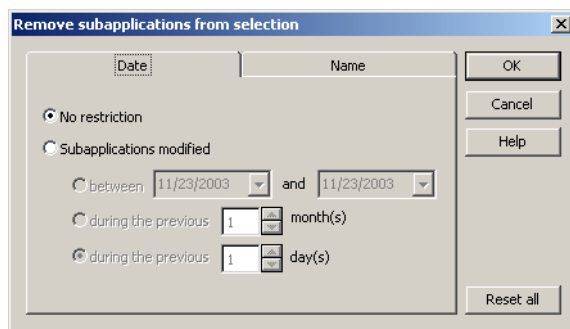 Remove subapplications from selection
Date
Name
OK
Cancel
Help
No restriction
Subapplications modified
between 11/23/2003 and 11/23/2003
during the previous 1 month(s)
during the previous 1 day(s)
Reset all